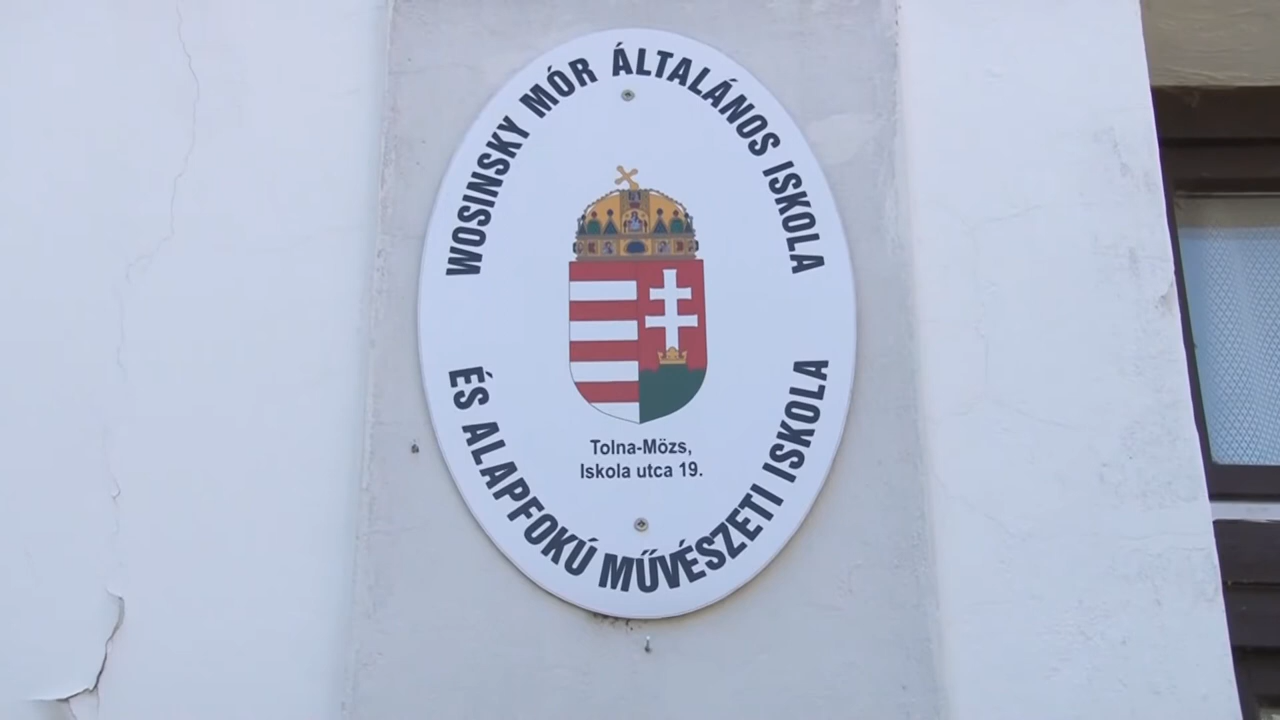 WOSINSKY MÓR ÁLTALÁNOS ISKOLA
Tolna-Mözs,
Iskola utca 19.
ÉS ALAPFOKÚ MŰVÉSZETI ISKOLA